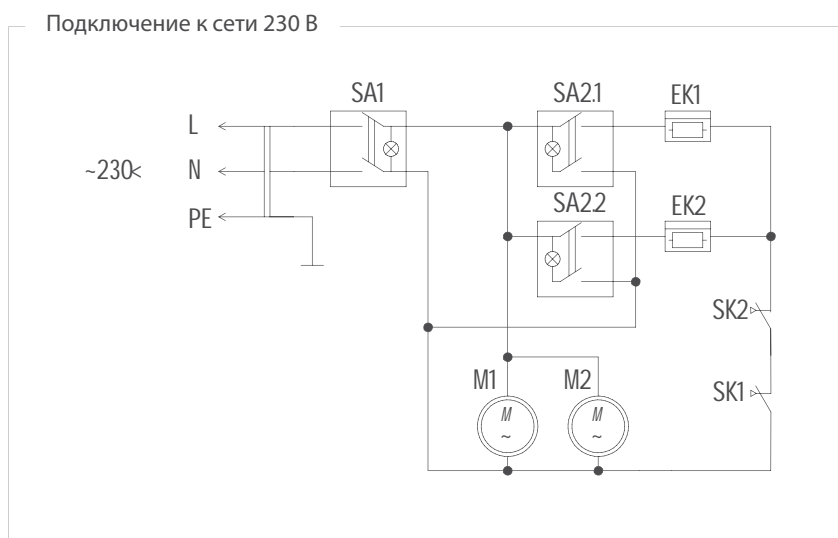 Подключение к сети 230 В
SA1
SA2.1
EK1
L
~230<
N
SA2.2
EK2
PE
SK2
M1
M2
SK1
M
~
M
~